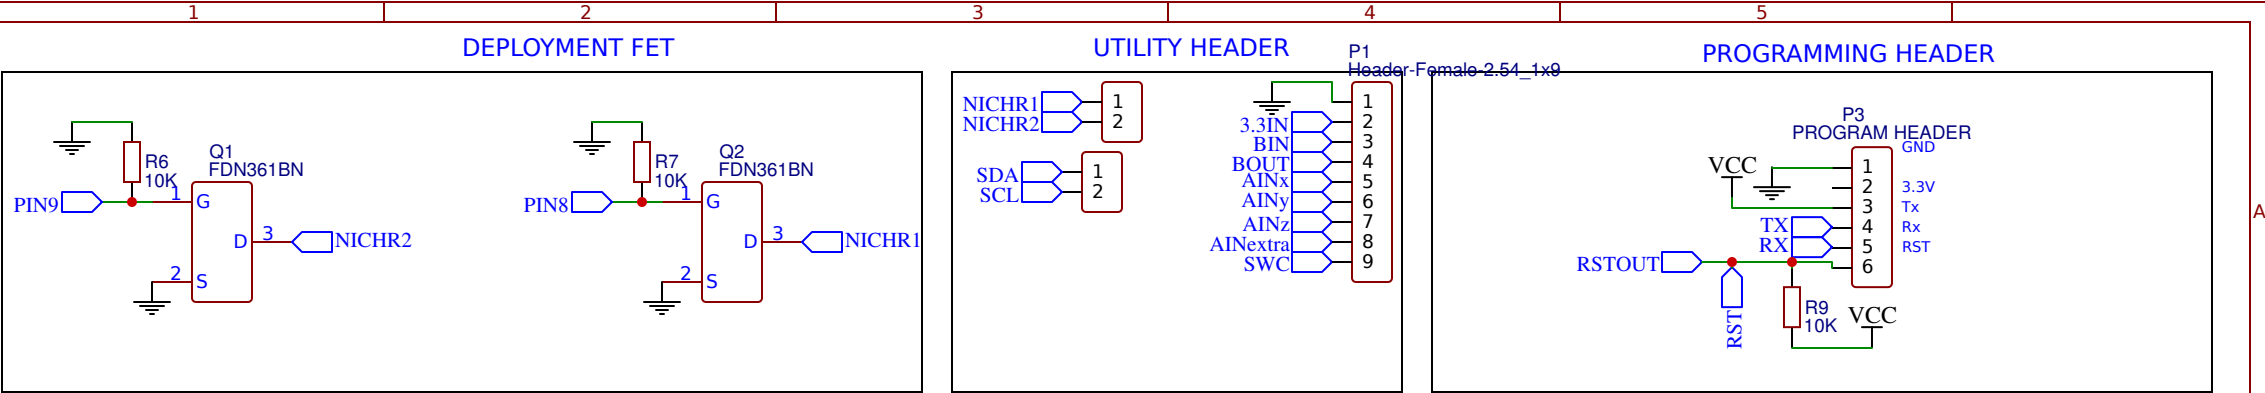 1 2 3 4 5
DEPLOYMENT FET
R6
10K
Q1
FDN361BN
PIN9
1 G
D 3
NICHR2
2 S
R7
10K
Q2
FDN361BN
PIN8
1 G
D 3
NICHR1
2 S
UTILITY HEADER
P1
Header-Female-2.54_1x9
NICHR1 1
NICHR2 2
SDA 1
SCL 2
1
3.3IN 2
BIN 3
BOUT 4
AINx 5
AINy 6
AINz 7
AINextra 8
SWC 9
PROGRAMMING HEADER
P3
PROGRAM HEADER
GND
VCC
1
2 3.3V
3 Tx
TX 4 Rx
RX 5 RST
RSTOUT 6
RST
R9
10K
VCC
A